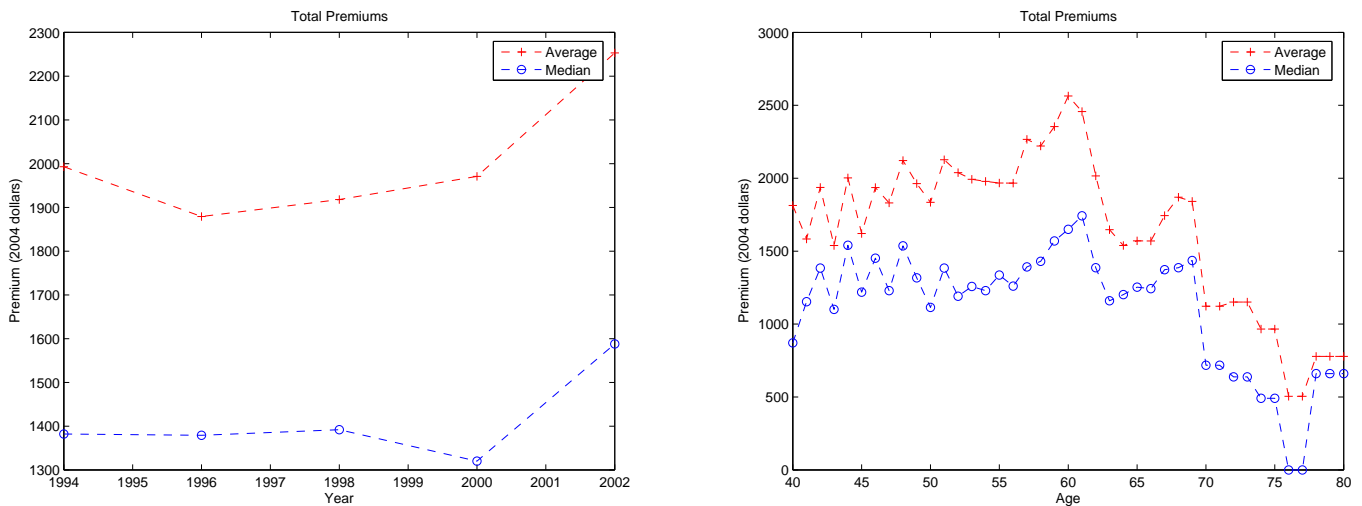 Total Premiums
2300
2200
2100
2000
1900
1800
1700
1600
1500
1400
1300
Premium (2004 dollars)
Average
Median
1994 1995 1996 1997 1998 1999 2000 2001 2002
Year
Total Premiums
3000
2500
2000
1500
1000
500
0
Premium (2004 dollars)
Average
Median
40 45 50 55 60 65 70 75 80
Age